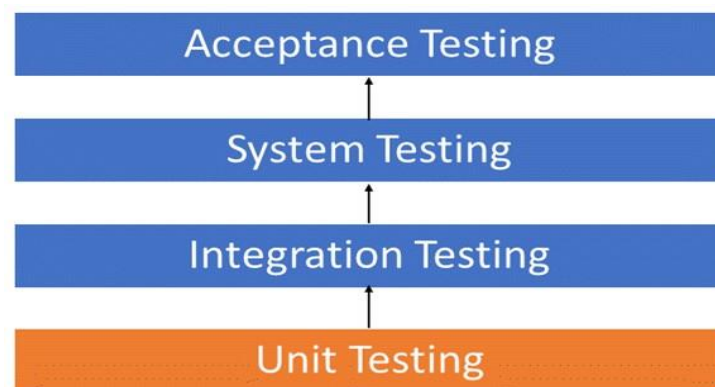 Acceptance Testing
System Testing
Integration Testing
Unit Testing